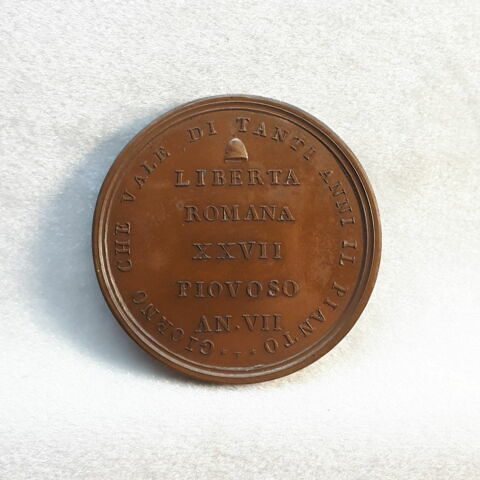 GIORNO CHE VALE DI TANTI ANNI IL PIANTO
LIBERTA
ROMANA
XXVII
PIOVOSO
AN·VII